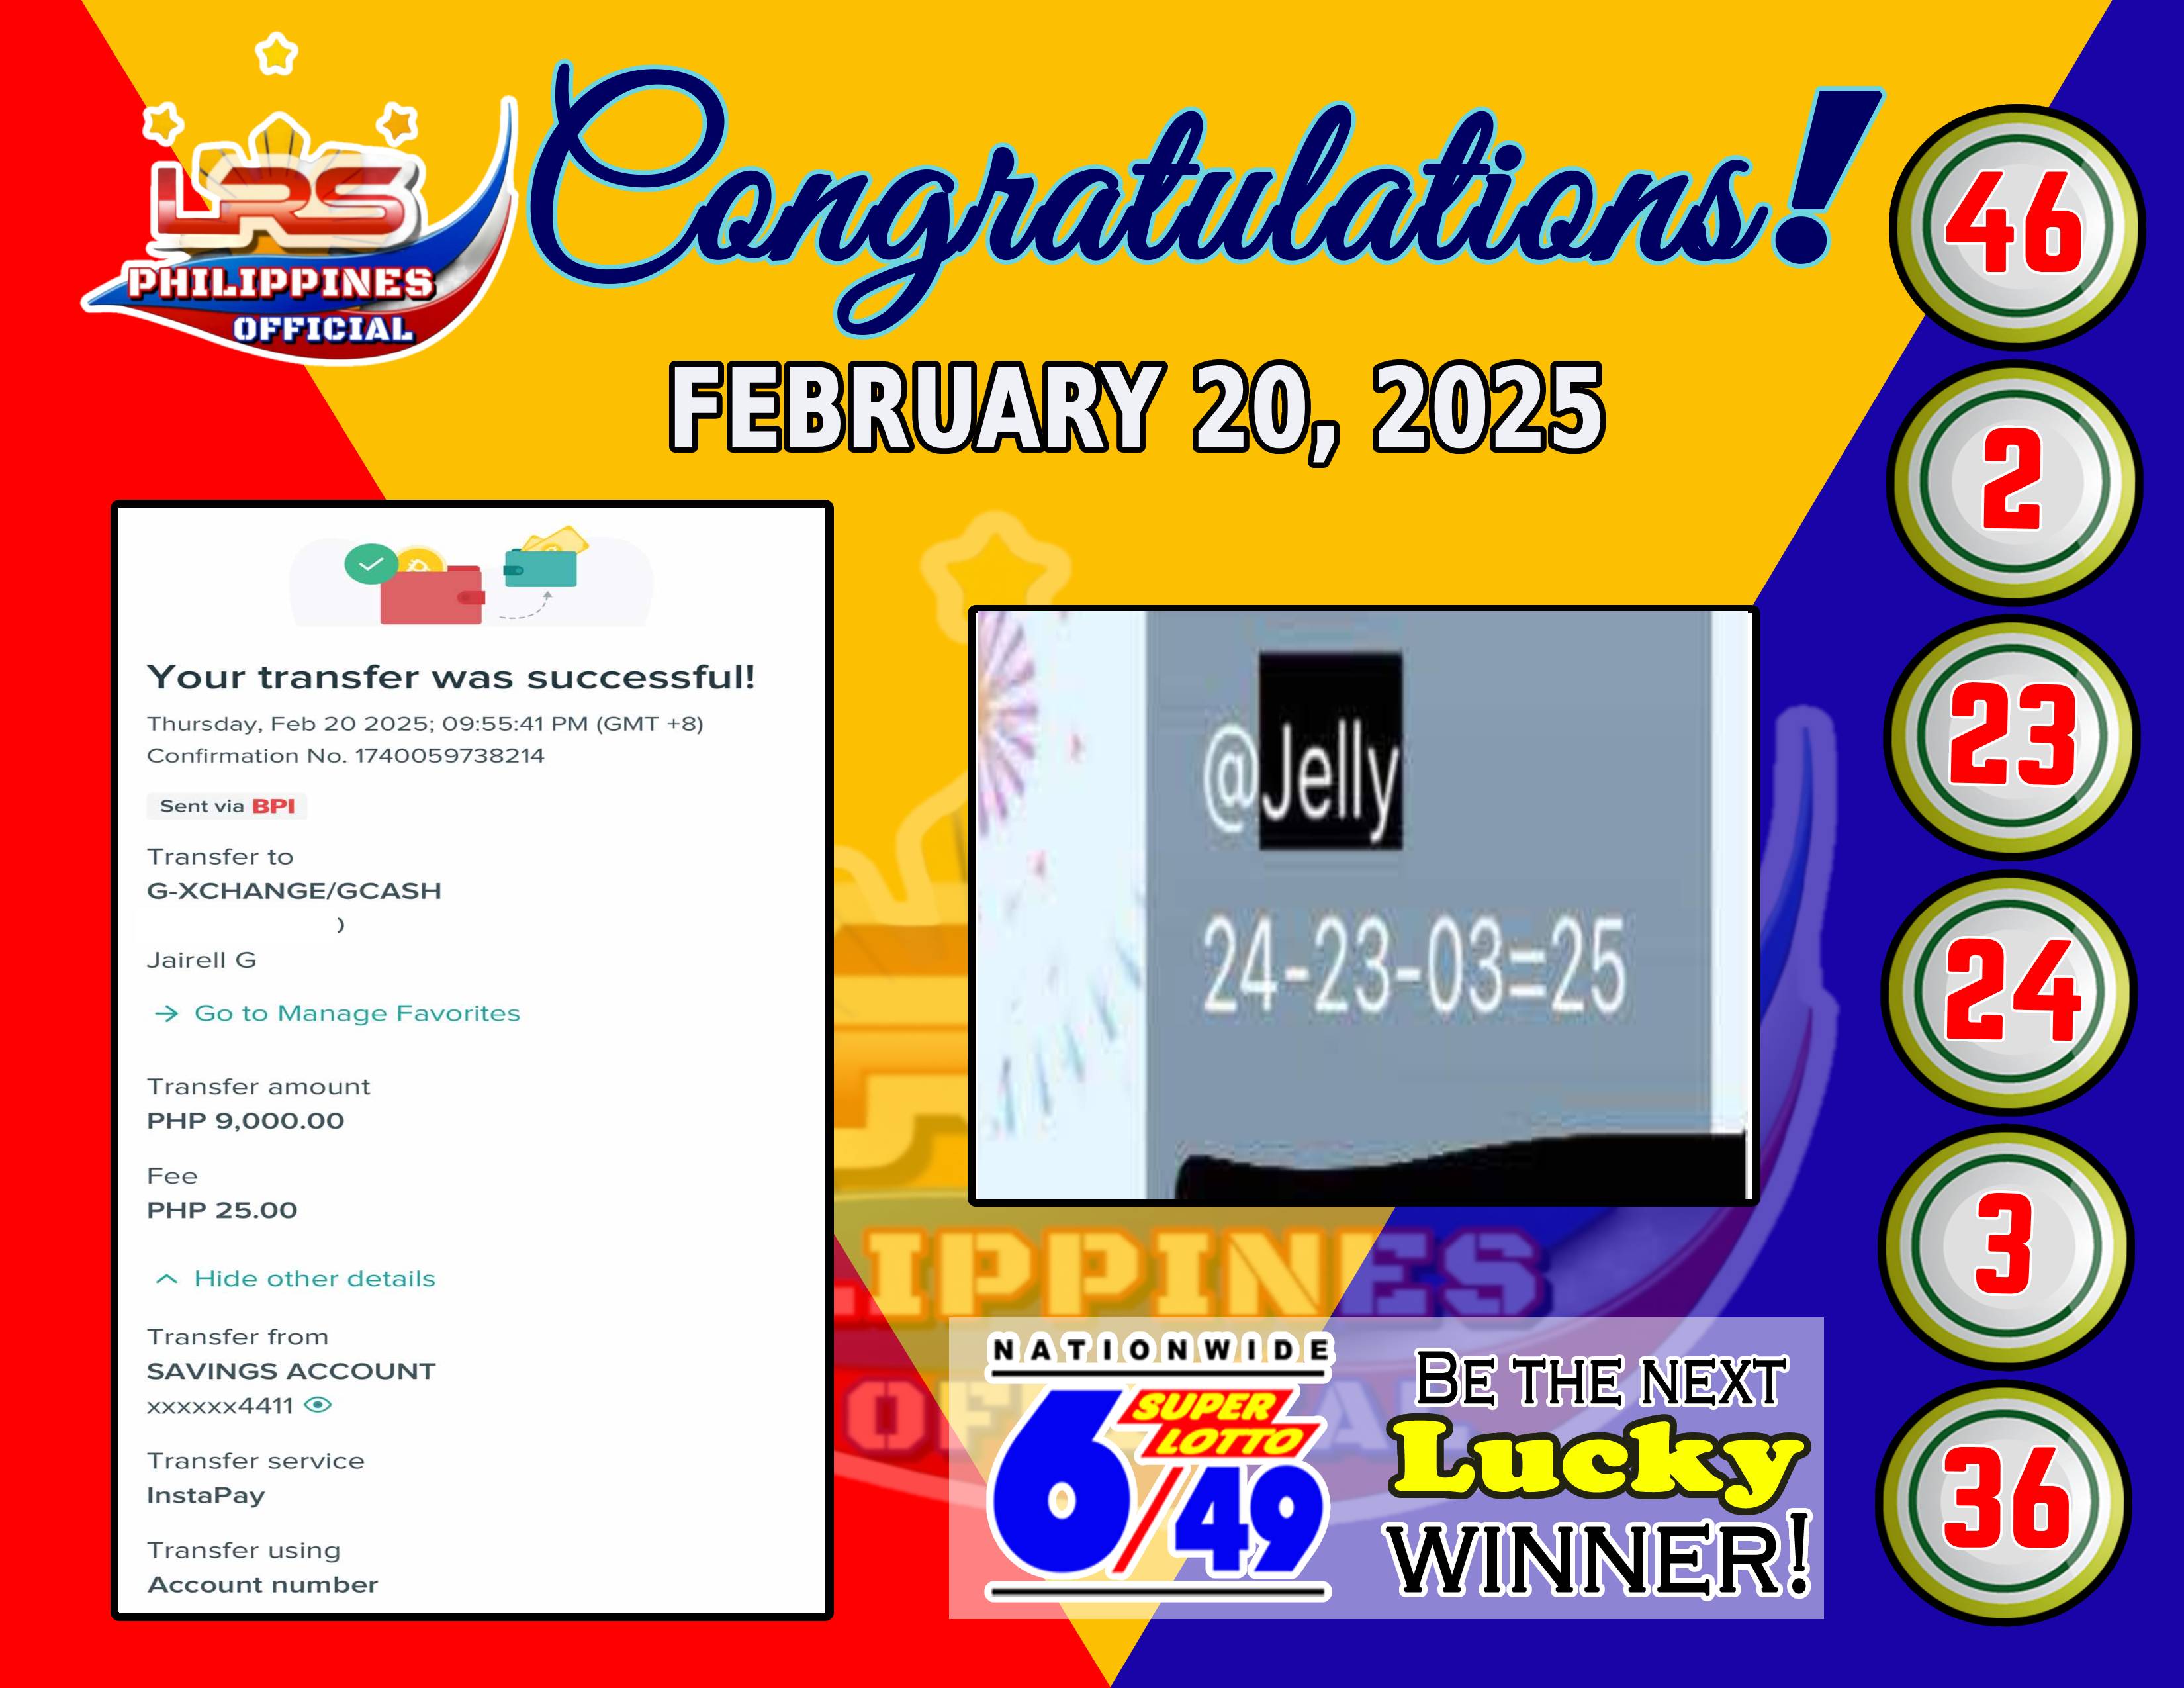 LRS
PHILIPPINES
OFFICIAL
Congratulations!
FEBRUARY 20, 2025
Your transfer was successful!
Thursday, Feb 20 2025; 09:55:41 PM (GMT +8)
Confirmation No. 1740059738214
Sent via BPI
Transfer to
G-XCHANGE/GCASH
Jairell G
→ Go to Manage Favorites
Transfer amount
PHP 9,000.00
Fee
PHP 25.00
Hide other details
Transfer from
SAVINGS ACCOUNT
xxxxxx4411
Transfer service
InstaPay
Transfer using
Account number
@Jelly
24-23-03=25
LIPPINES
NATIONWIDE
SUPER
LOTTO
6/49
BE THE NEXT
Lucky
WINNER!
46
2
23
24
3
36